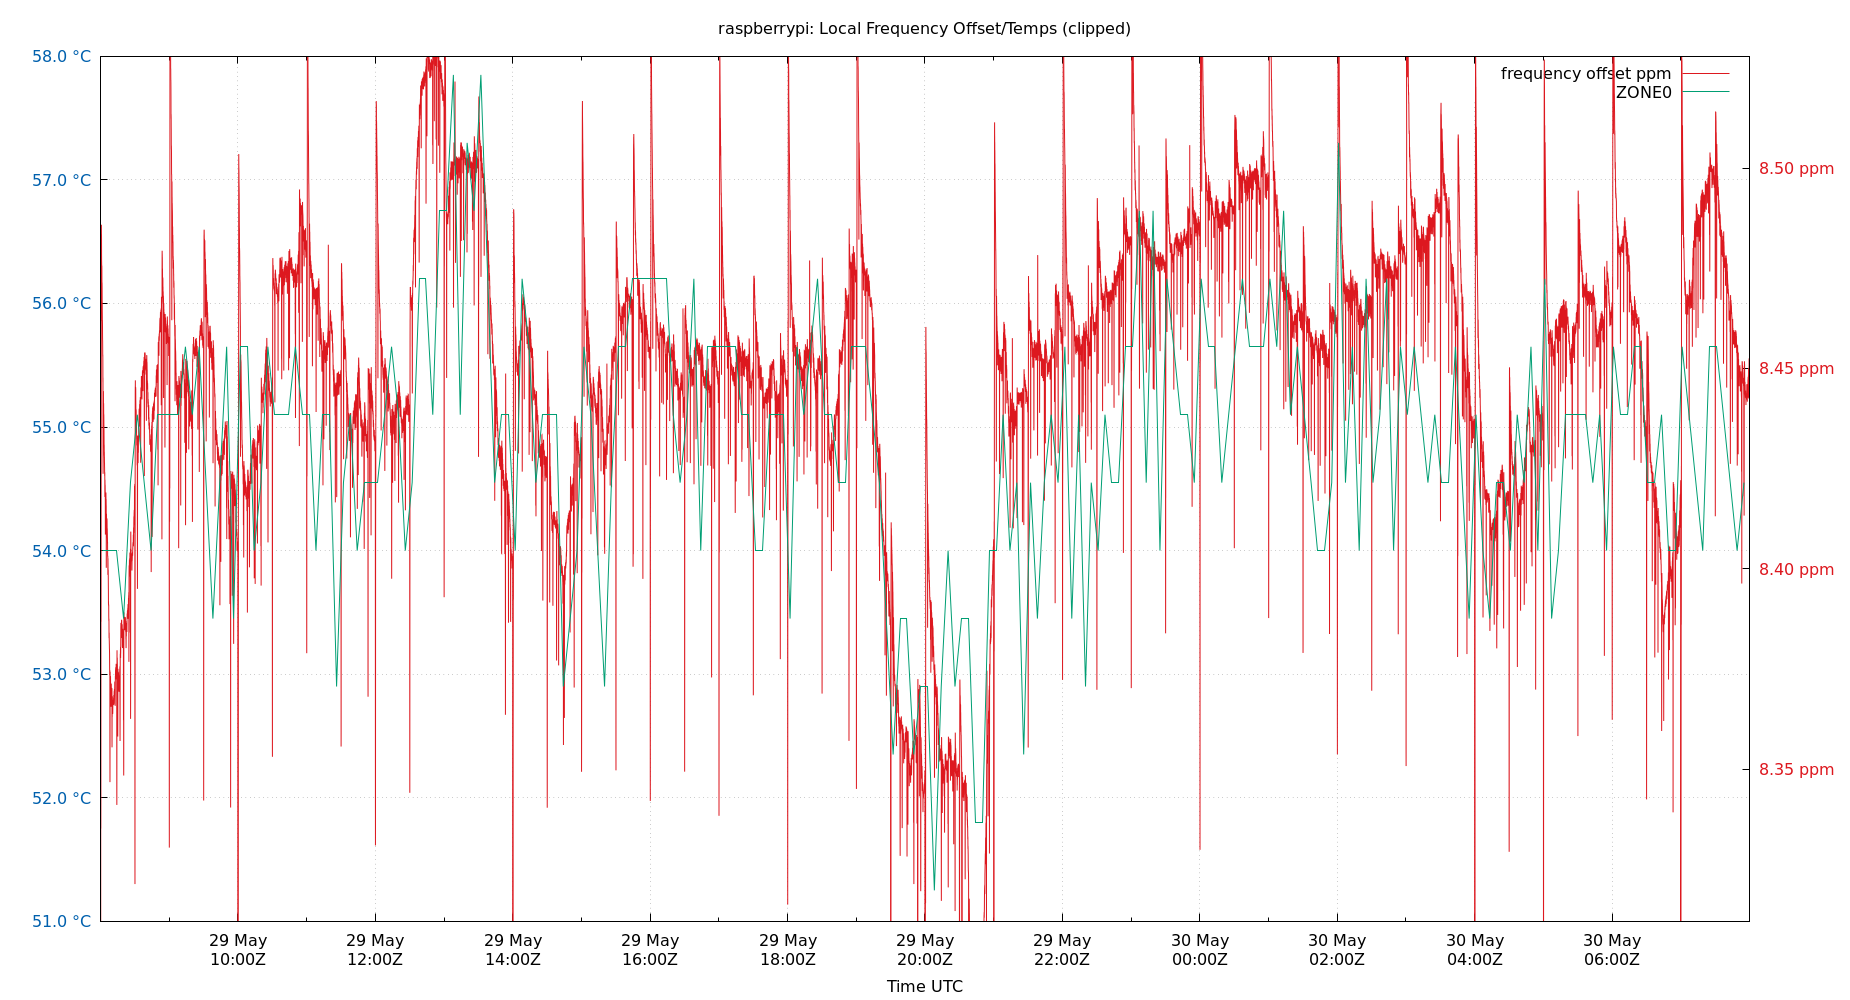 raspberrypi: Local Frequency Offset/Temps (clipped)
58.0 °C
57.0 °C
56.0 °C
55.0 °C
54.0 °C
53.0 °C
52.0 °C
51.0 °C
frequency offset ppm
ZONE0
8.50 ppm
8.45 ppm
8.40 ppm
8.35 ppm
29 May 29 May 29 May 29 May 29 May 29 May 29 May 30 May 30 May 30 May 30 May
10:00Z 12:00Z 14:00Z 16:00Z 18:00Z 20:00Z 22:00Z 00:00Z 02:00Z 04:00Z 06:00Z
Time UTC